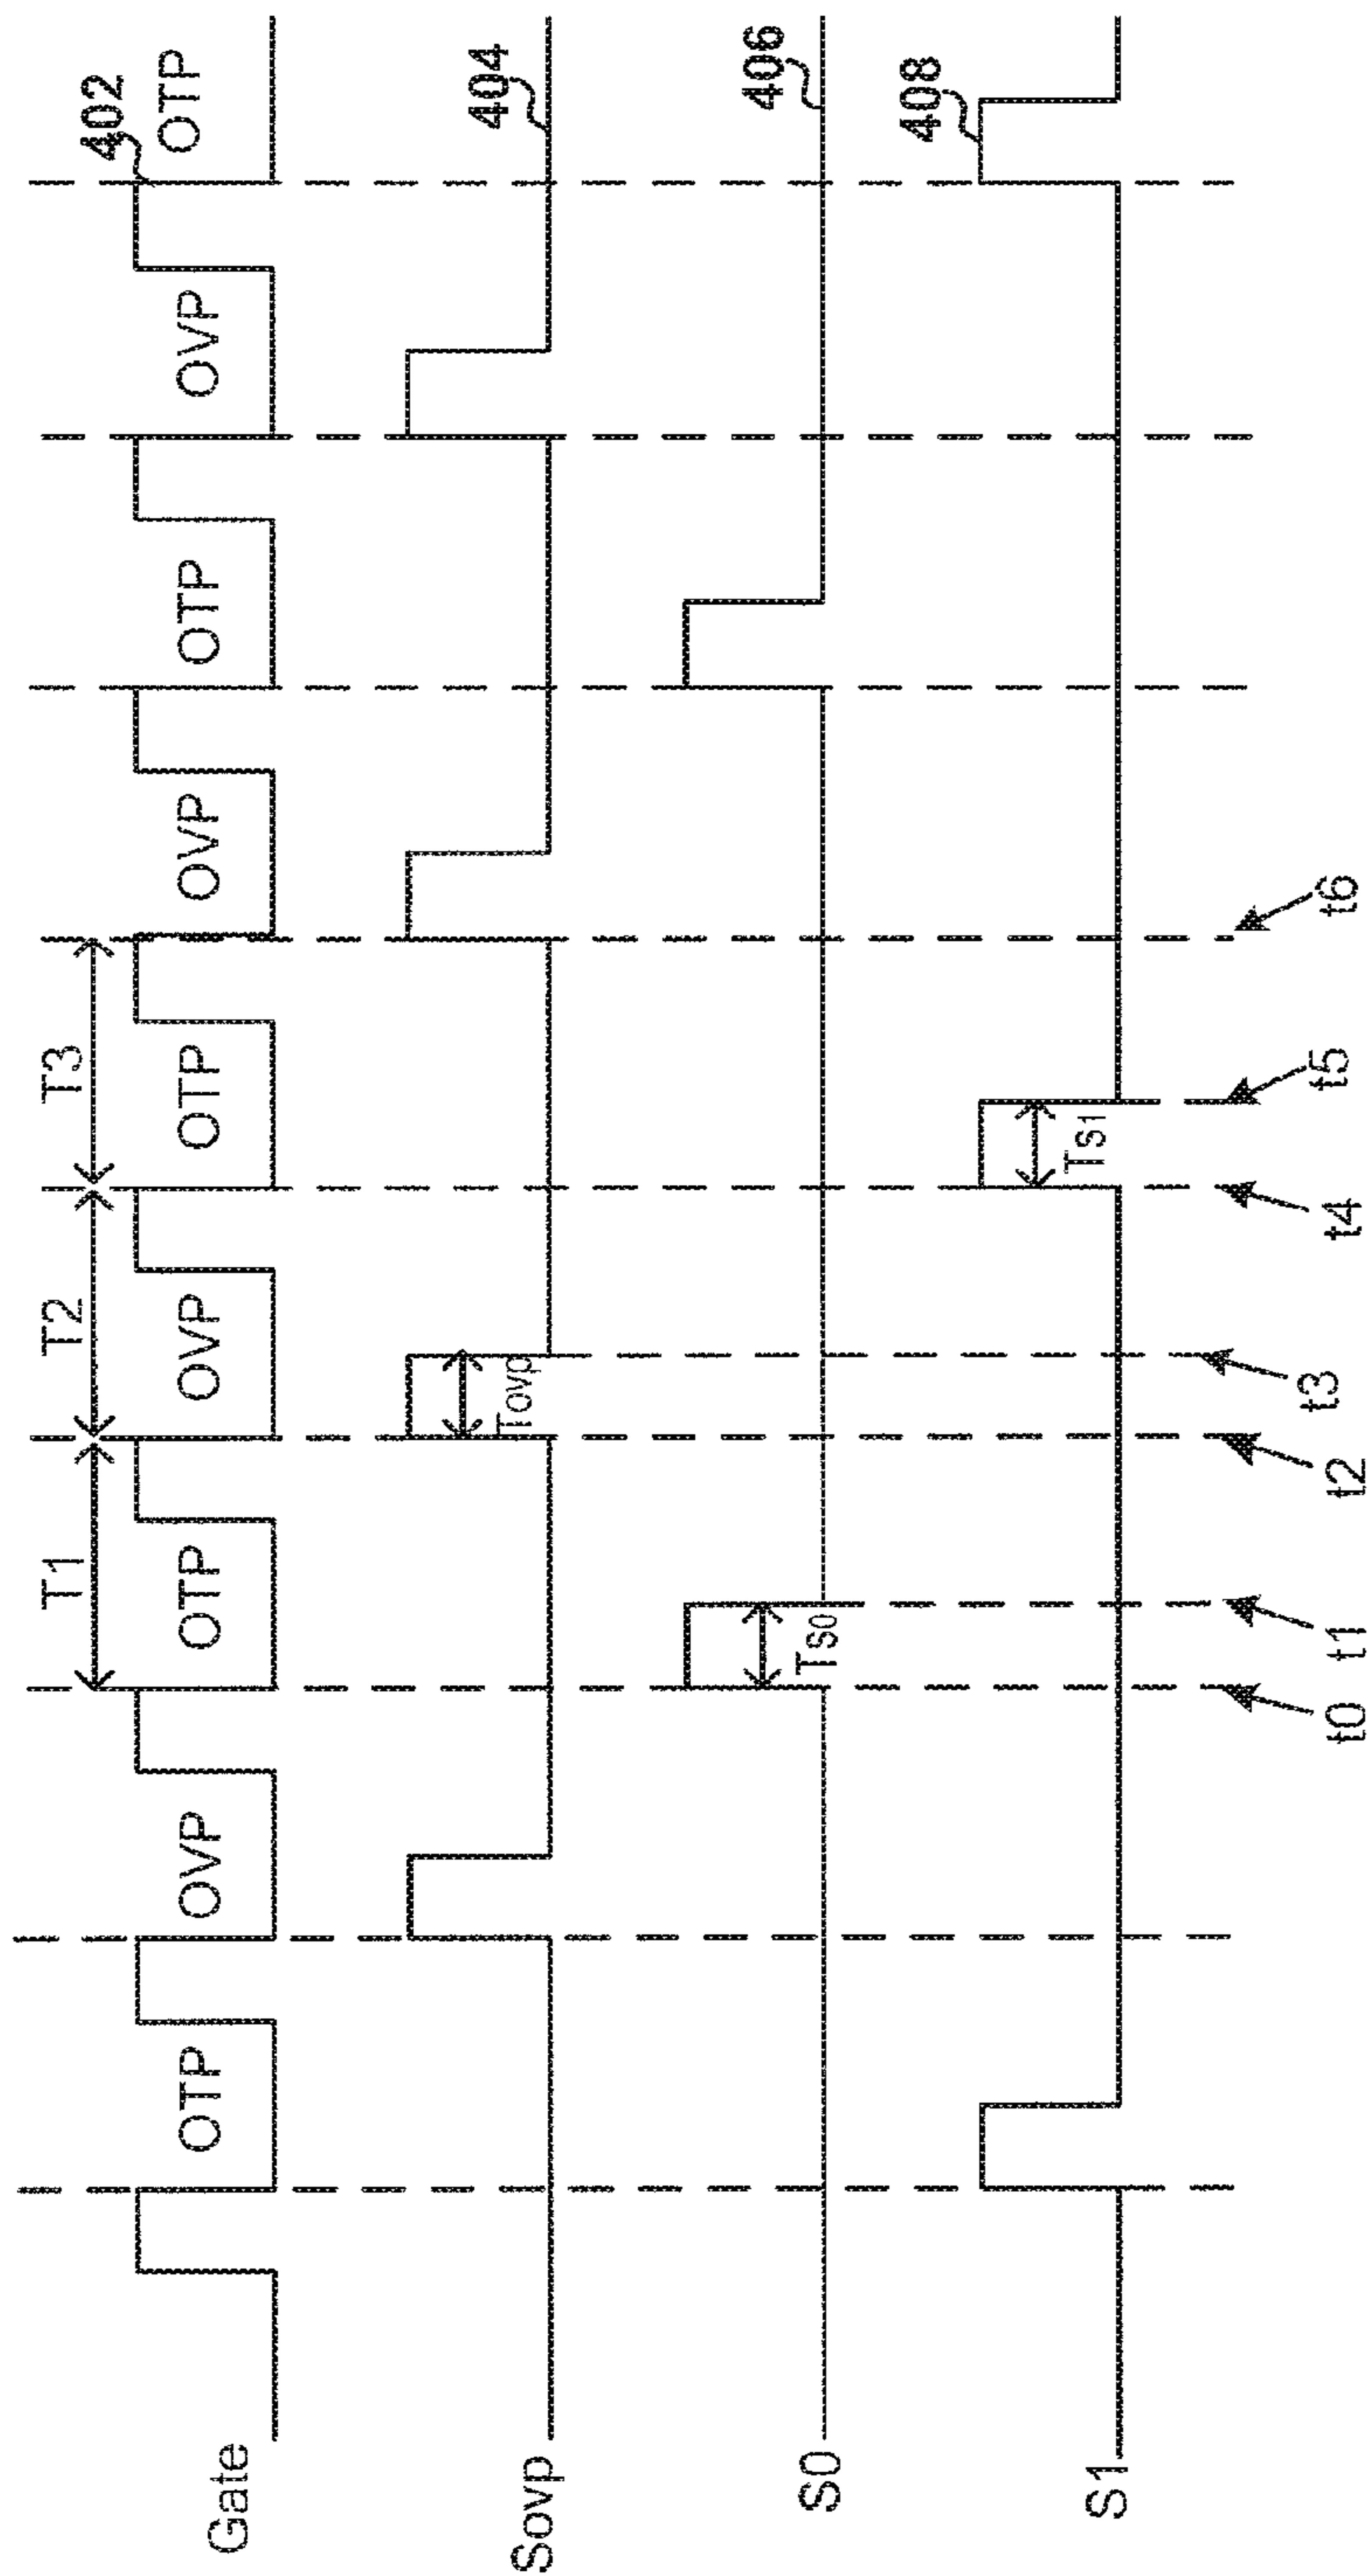 T1
T2
T3
402
Gate
OTP
OVP
OTP
OVP
OTP
OVP
OTP
OVP
OTP
404
Sovp
Tovp
406
S0
TS0
408
S1
TS1
t0
t1
t2
t3
t4
t5
t6